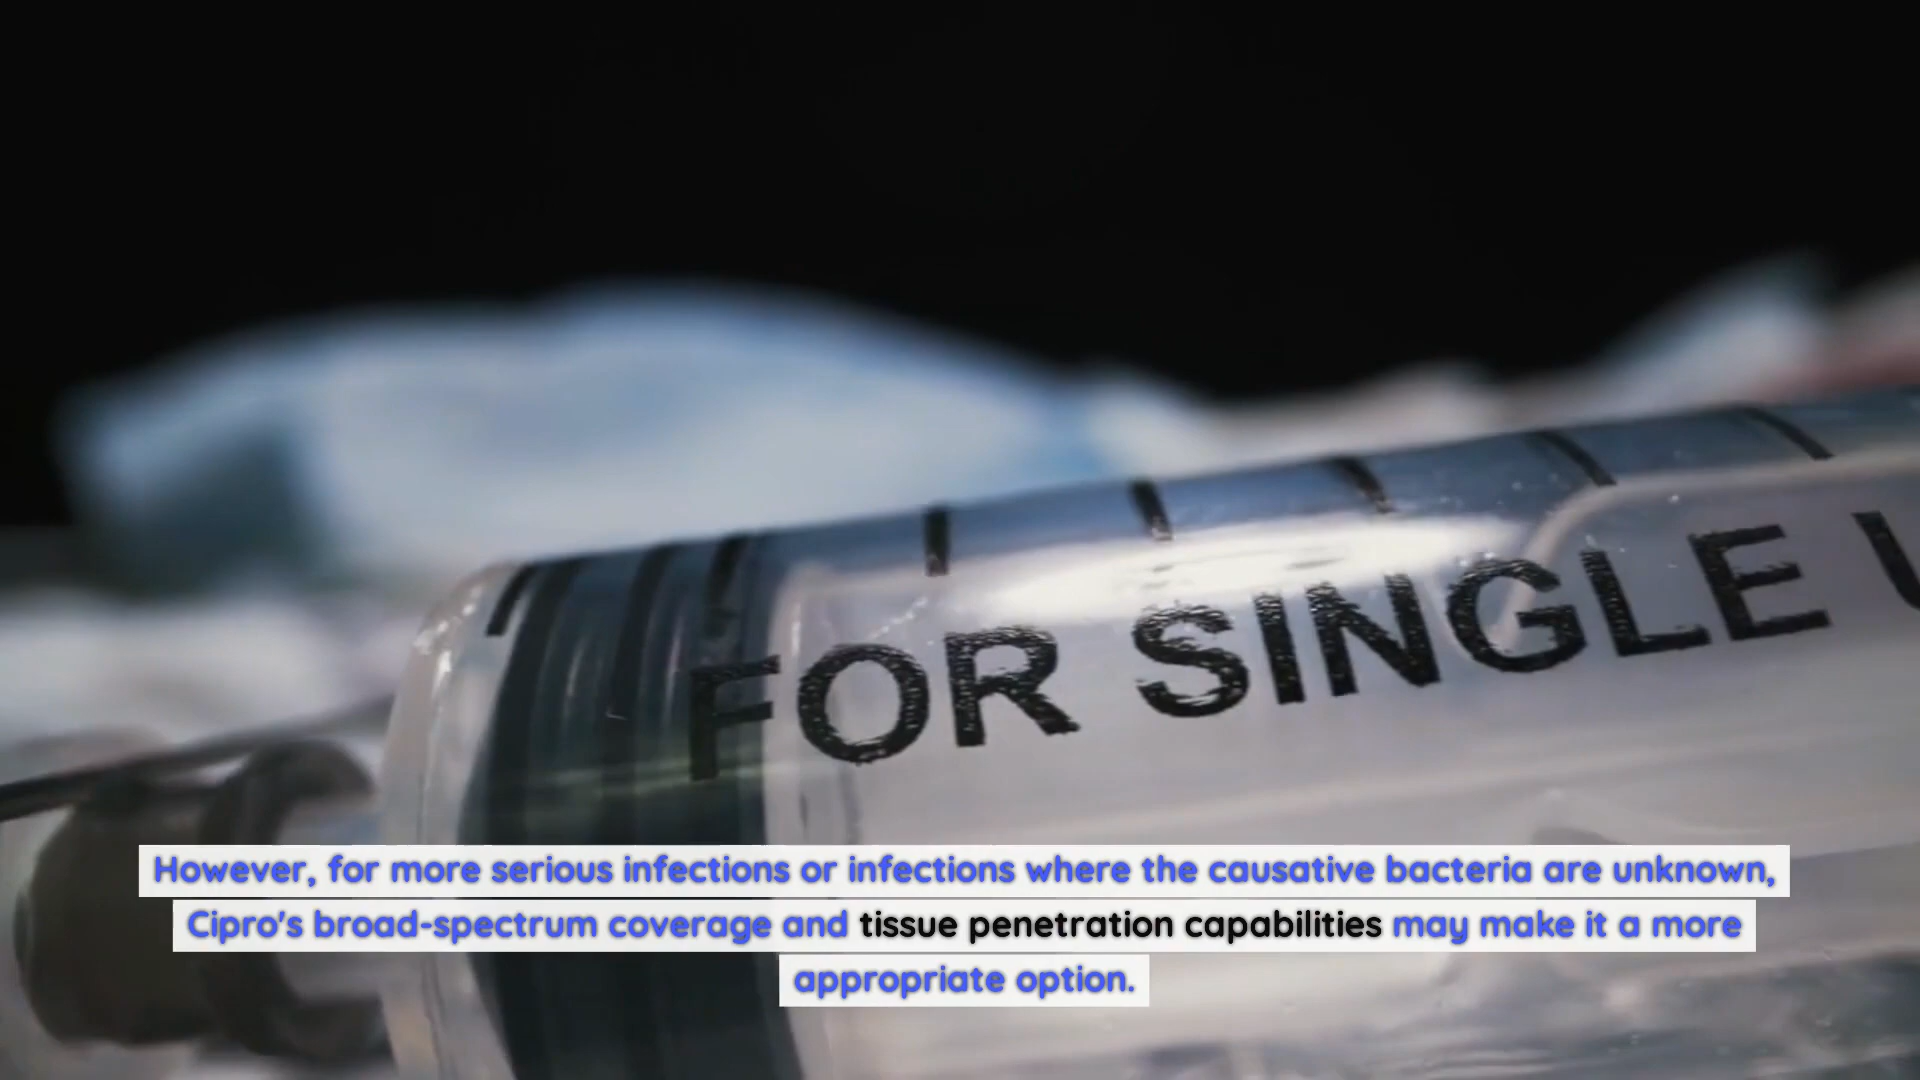 FOR SINGLE
However, for more serious infections or infections where the causative bacteria are unknown,
Cipro's broad-spectrum coverage and tissue penetration capabilities may make it a more
appropriate option.